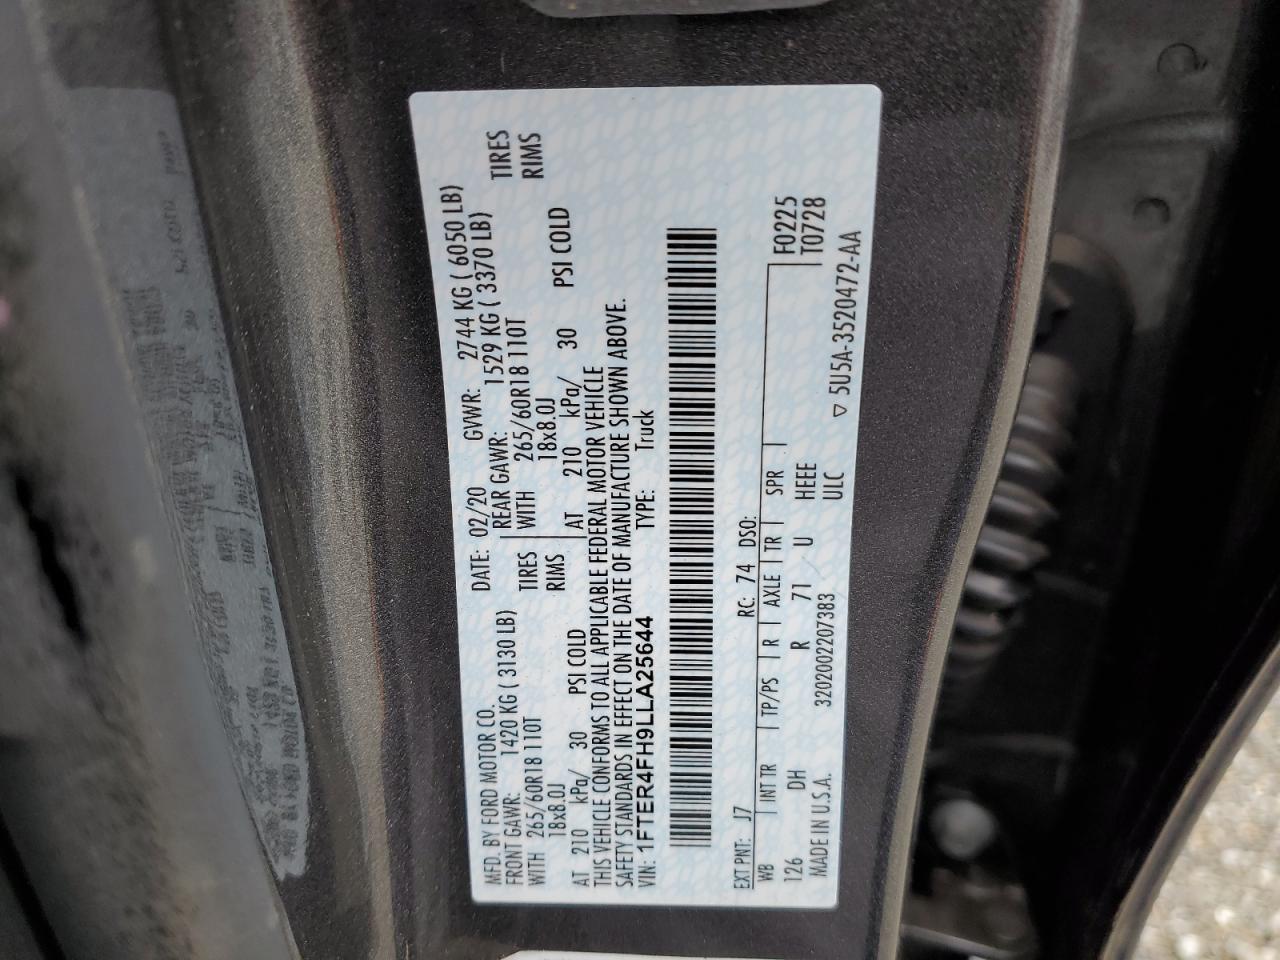 MFD. BY FORD MOTOR CO.
DATE: 02/20 GVWR: 2744 KG ( 6050 LB)
FRONT GAWR: 1420 KG ( 3130 LB)
REAR GAWR: 1529 KG ( 3370 LB)
WITH 265/60R18 110T TIRES
WITH 265/60R18 110T TIRES
18x8.0J RIMS
18x8.0J RIMS
AT 210 kPa/ 30 PSI COLD
AT 210 kPa/ 30 PSI COLD
THIS VEHICLE CONFORMS TO ALL APPLICABLE FEDERAL MOTOR VEHICLE
SAFETY STANDARDS IN EFFECT ON THE DATE OF MANUFACTURE SHOWN ABOVE.
VIN: 1FTER4FH9LLA25644 TYPE: Truck
EXT PNT: J7 RC: 74 DSO: F0225
WB INT TR TP/PS R AXLE TR SPR T0728
126 DH R 71 U HEEE
MADE IN U.S.A. 3202002207383 ULC
▽ 5U5A-3520472-AA